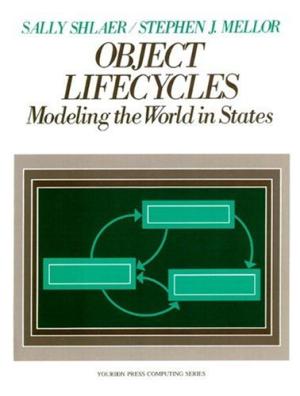 SALLY SHLAER/STEPHEN J. MELLOR
OBJECT
LIFECYCLES
Modeling the World in States
YOURDON PRESS COMPUTING SERIES